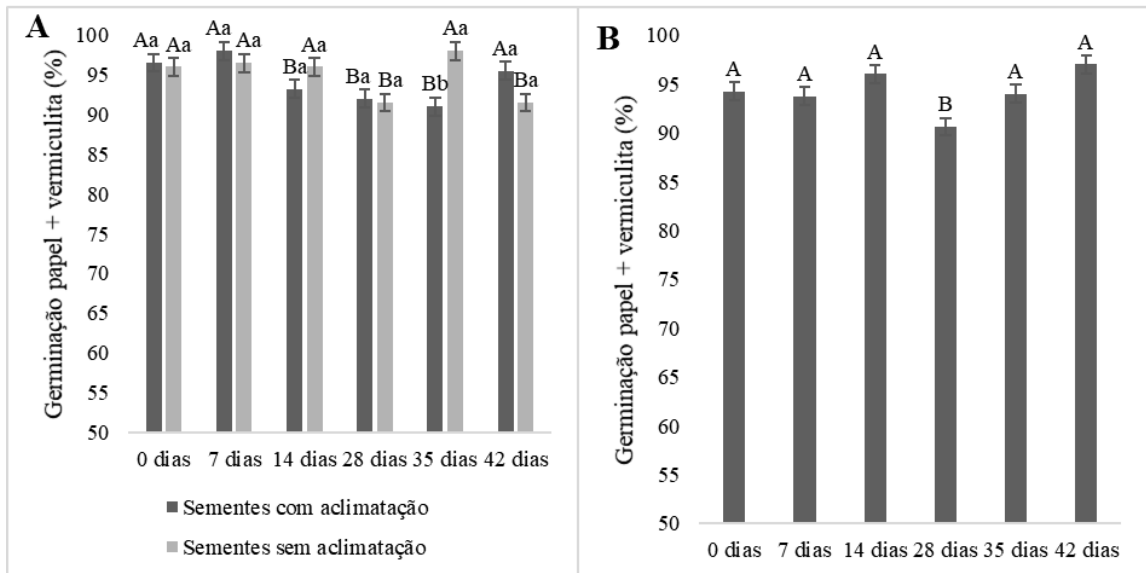 A
Germinação papel + vermiculita (%)
100
95
90
85
80
75
70
65
60
55
50
Aa Aa Aa Aa Ba Aa Ba Ba Bb Aa Aa Ba
0 dias 7 dias 14 dias 28 dias 35 dias 42 dias
Sementes com aclimatação
Sementes sem aclimatação
B
Germinação papel + vermiculita (%)
100
95
90
85
80
75
70
65
60
55
50
A A A B A A
0 dias 7 dias 14 dias 28 dias 35 dias 42 dias